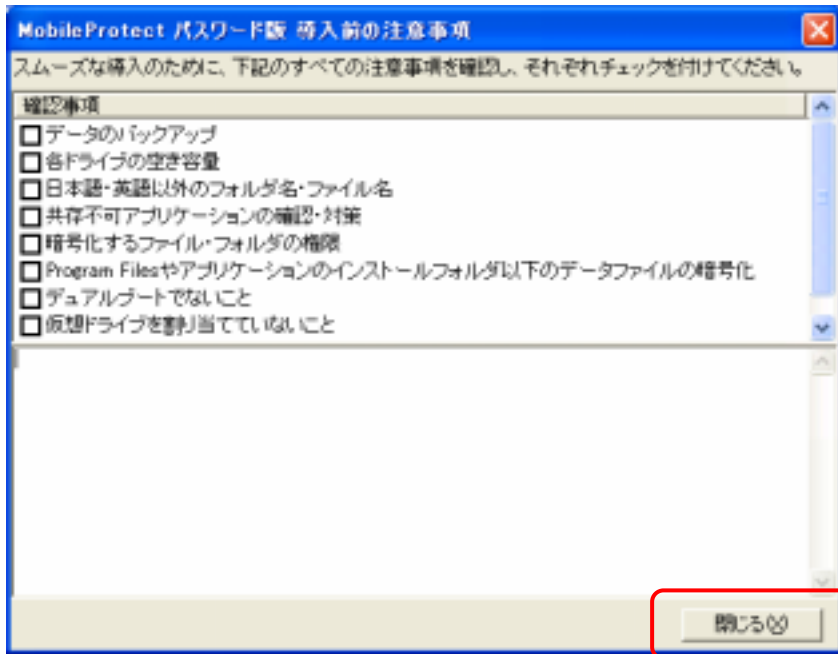 MobileProtect パスワード版 導入前の注意事項
スムーズな導入のために、下記のすべての注意事項を確認し、それぞれチェックを付けてください。
確認事項
データのバックアップ
各ドライブの空き容量
日本語・英語以外のフォルダ名・ファイル名
共存不可アプリケーションの確認・対策
暗号化するファイル・フォルダの権限
Program Filesやアプリケーションのインストールフォルダ以下のデータファイルの暗号化
デュアルブートでないこと
仮想ドライブを割り当てていないこと
閉じる(X)